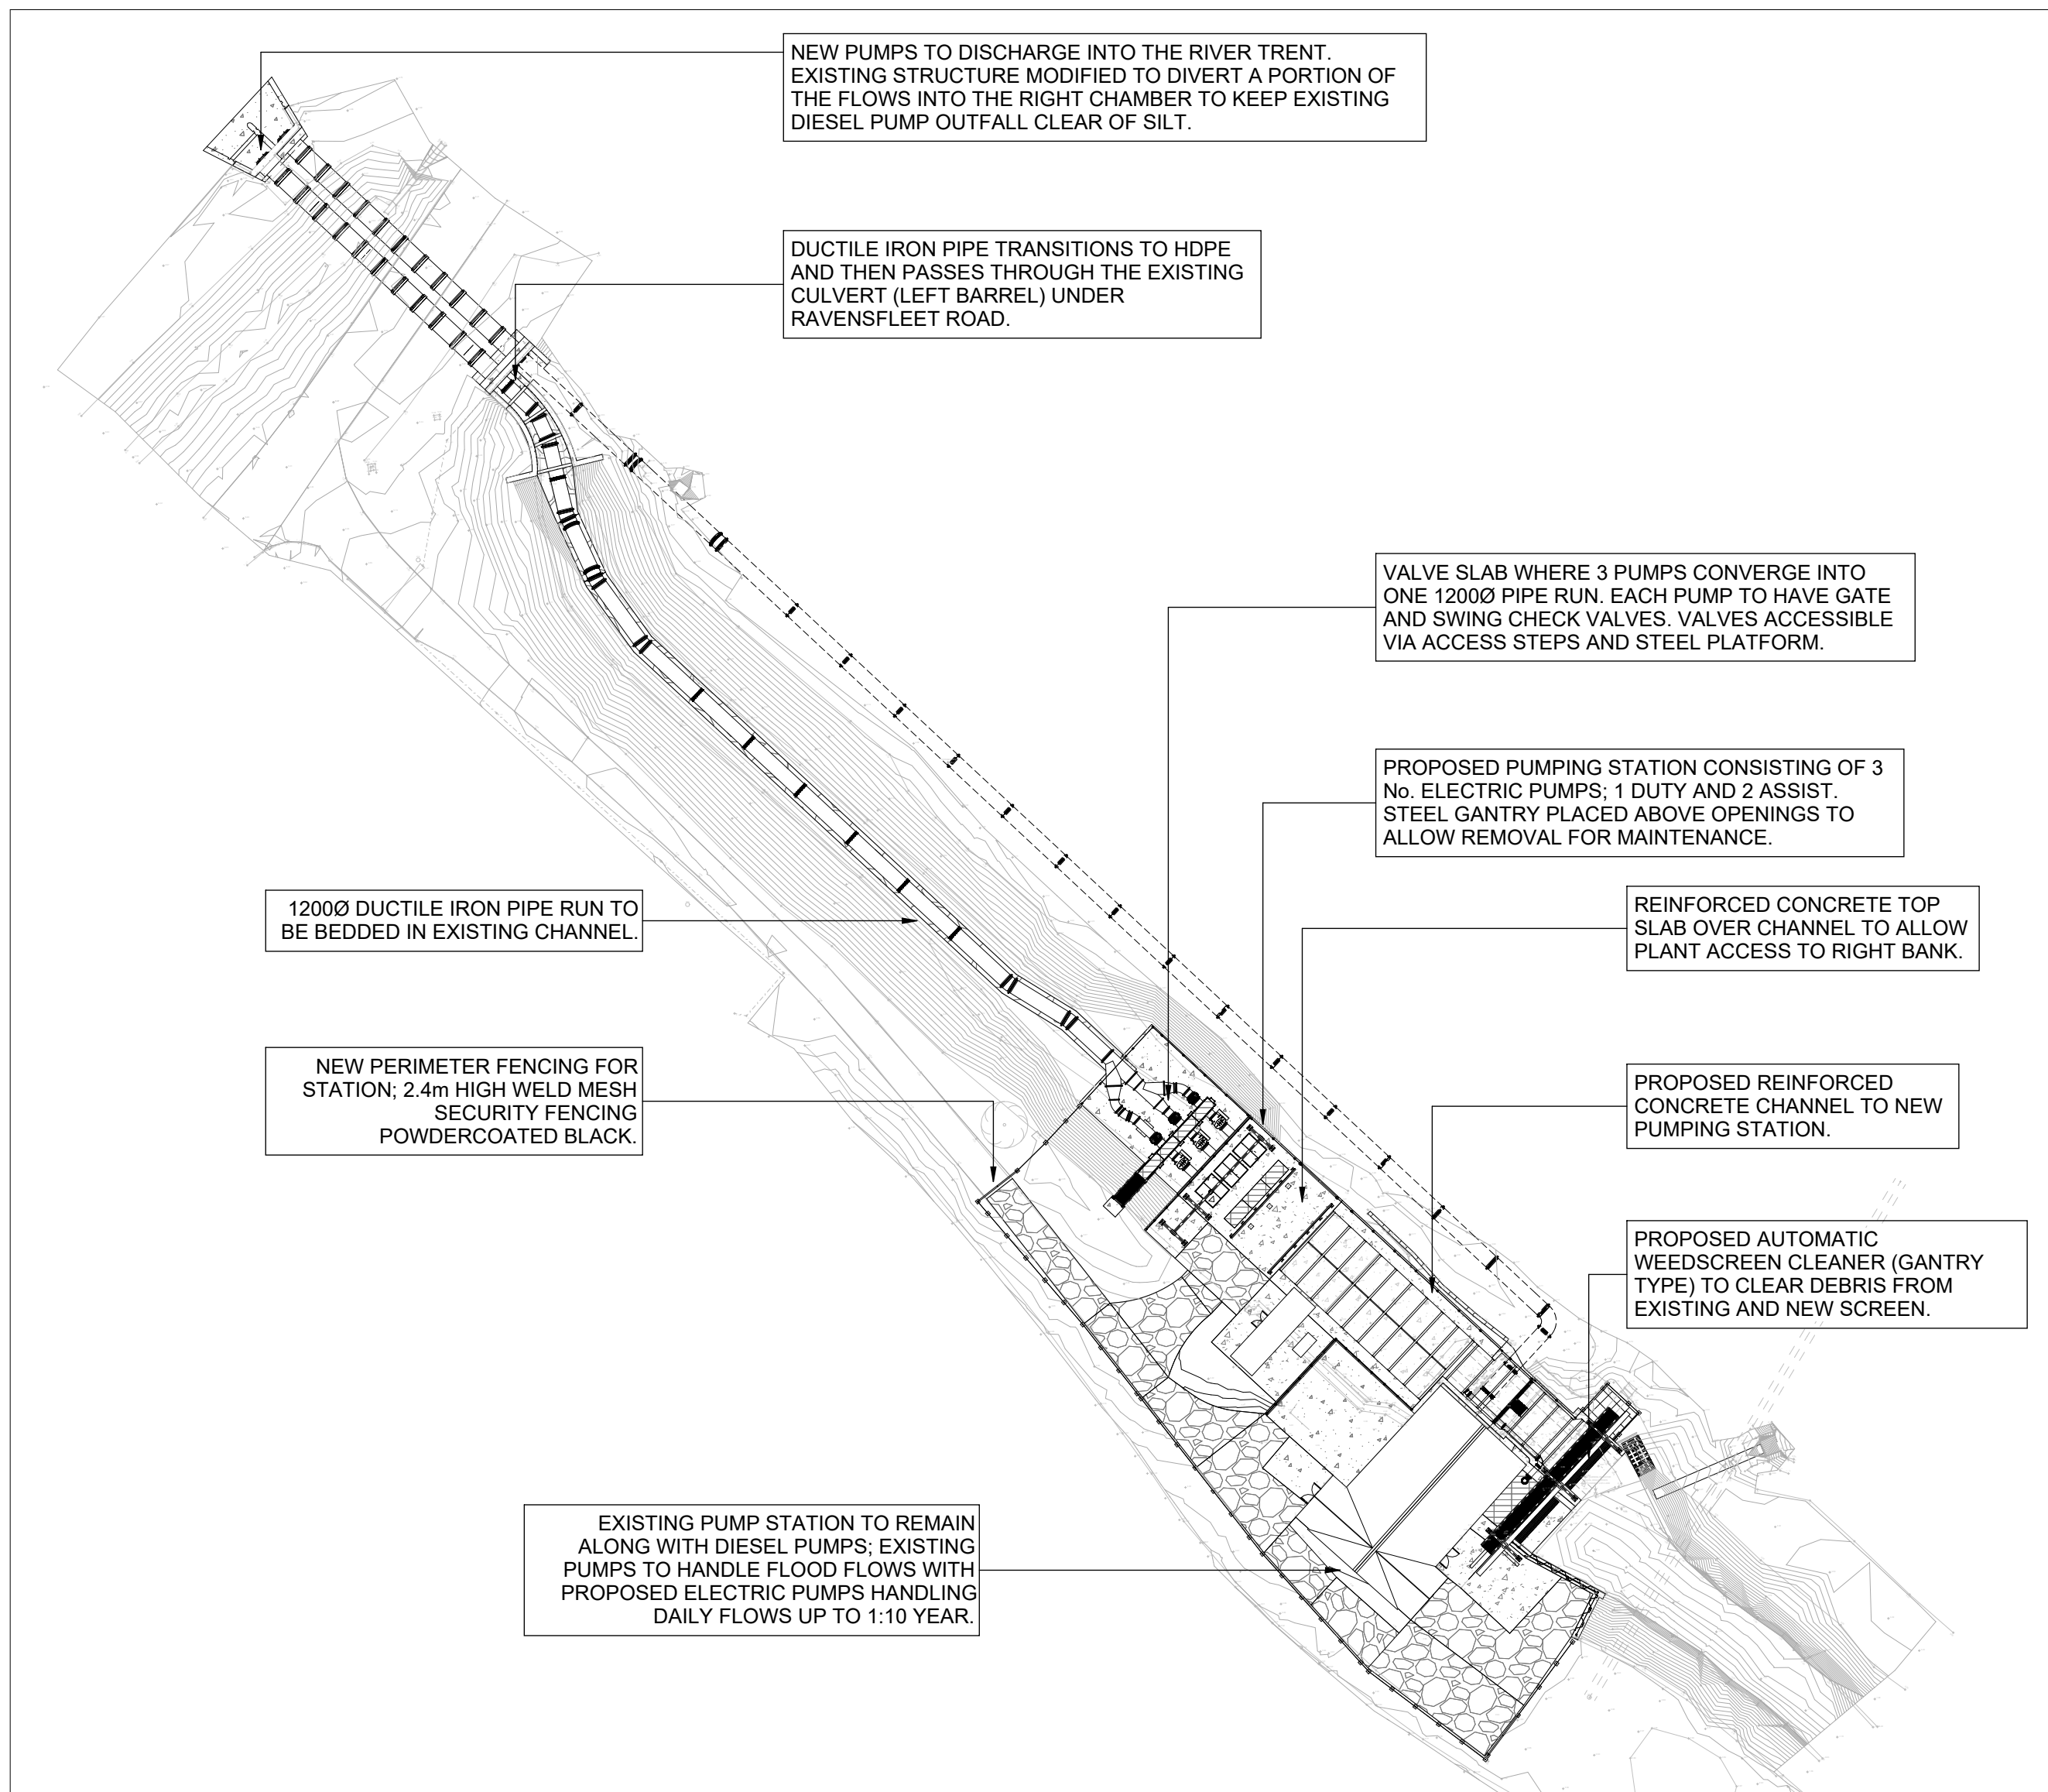 NEW PUMPS TO DISCHARGE INTO THE RIVER TRENT.
EXISTING STRUCTURE MODIFIED TO DIVERT A PORTION OF
THE FLOWS INTO THE RIGHT CHAMBER TO KEEP EXISTING
DIESEL PUMP OUTFALL CLEAR OF SILT.
DUCTILE IRON PIPE TRANSITIONS TO HDPE
AND THEN PASSES THROUGH THE EXISTING
CULVERT (LEFT BARREL) UNDER
RAVENSFLEET ROAD.
VALVE SLAB WHERE 3 PUMPS CONVERGE INTO
ONE 1200Ø PIPE RUN. EACH PUMP TO HAVE GATE
AND SWING CHECK VALVES. VALVES ACCESSIBLE
VIA ACCESS STEPS AND STEEL PLATFORM.
PROPOSED PUMPING STATION CONSISTING OF 3
No. ELECTRIC PUMPS; 1 DUTY AND 2 ASSIST.
STEEL GANTRY PLACED ABOVE OPENINGS TO
ALLOW REMOVAL FOR MAINTENANCE.
1200Ø DUCTILE IRON PIPE RUN TO
BE BEDDED IN EXISTING CHANNEL.
REINFORCED CONCRETE TOP
SLAB OVER CHANNEL TO ALLOW
PLANT ACCESS TO RIGHT BANK.
NEW PERIMETER FENCING FOR
STATION; 2.4m HIGH WELD MESH
SECURITY FENCING
POWDERCOATED BLACK.
PROPOSED REINFORCED
CONCRETE CHANNEL TO NEW
PUMPING STATION.
PROPOSED AUTOMATIC
WEEDSCREEN CLEANER (GANTRY
TYPE) TO CLEAR DEBRIS FROM
EXISTING AND NEW SCREEN.
EXISTING PUMP STATION TO REMAIN
ALONG WITH DIESEL PUMPS; EXISTING
PUMPS TO HANDLE FLOOD FLOWS WITH
PROPOSED ELECTRIC PUMPS HANDLING
DAILY FLOWS UP TO 1:10 YEAR.